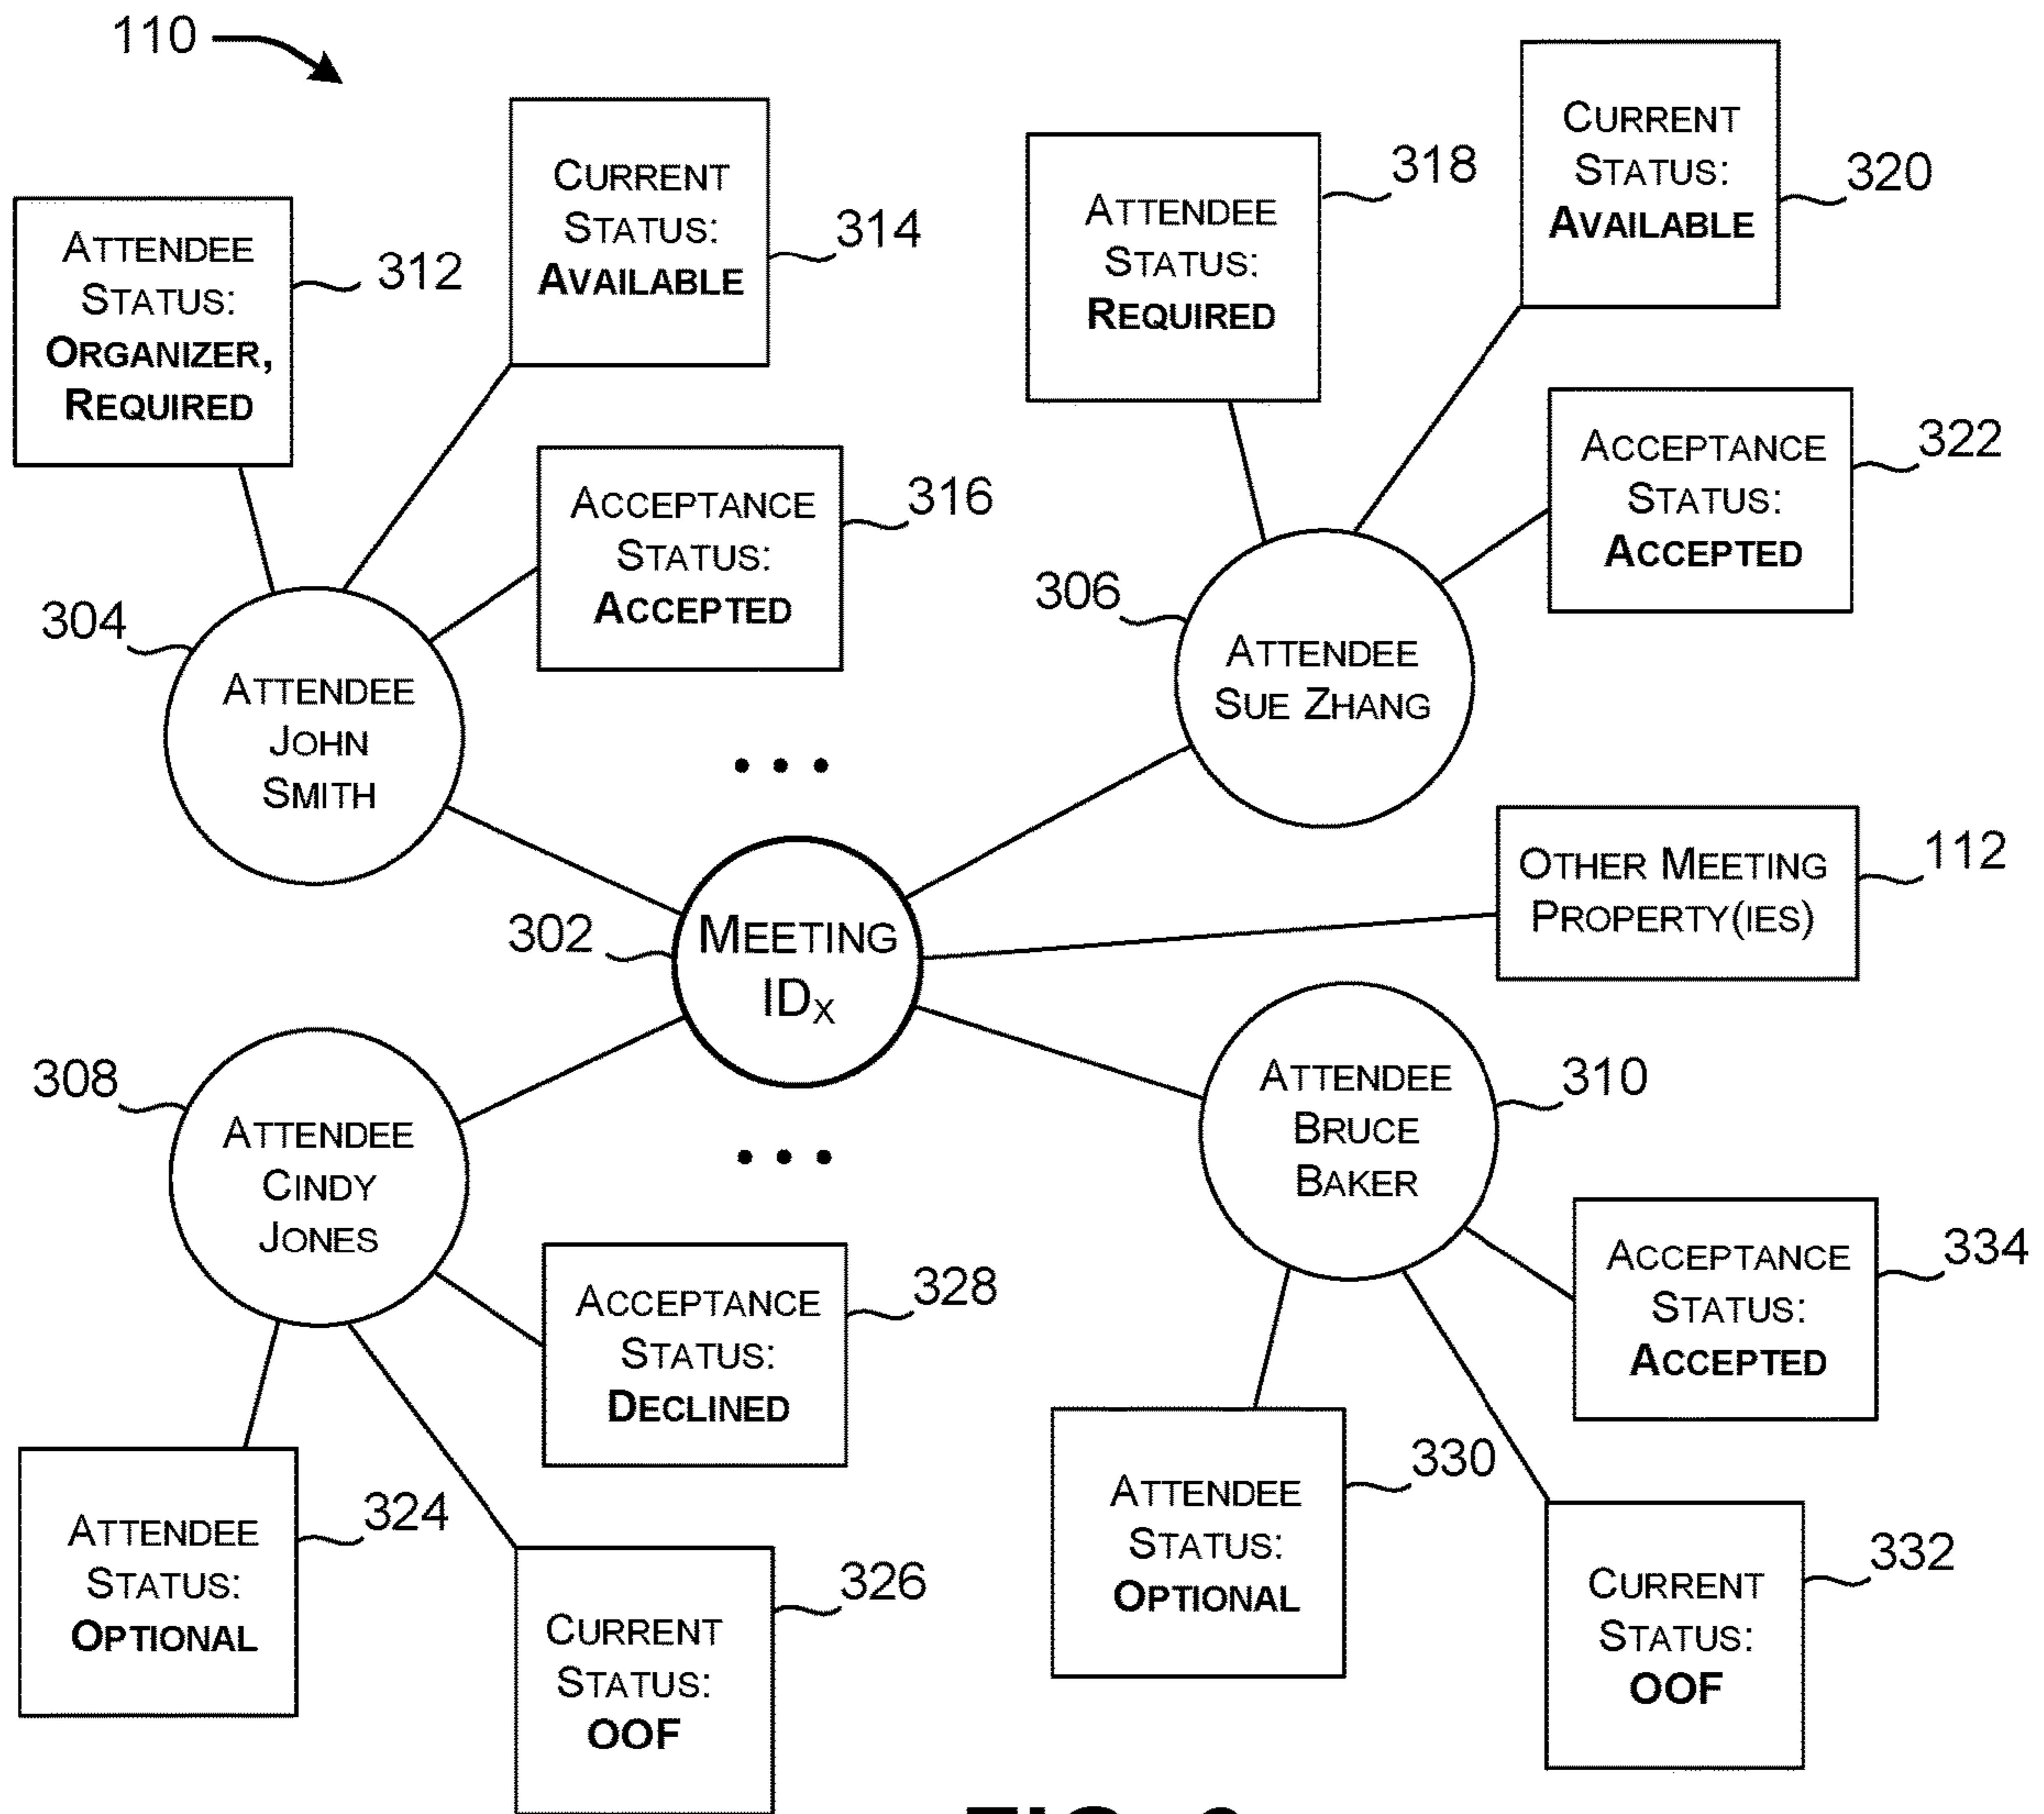 110
CURRENT
STATUS:
AVAILABLE
314
ATTENDEE
STATUS:
ORGANIZER,
REQUIRED
312
ACCEPTANCE
STATUS:
ACCEPTED
316
304
ATTENDEE
JOHN
SMITH
ATTENDEE
STATUS:
REQUIRED
318
CURRENT
STATUS:
AVAILABLE
320
ACCEPTANCE
STATUS:
ACCEPTED
322
306
ATTENDEE
SUE ZHANG
• • •
302
MEETING
IDX
OTHER MEETING
PROPERTY(IES)
112
• • •
308
ATTENDEE
CINDY
JONES
ACCEPTANCE
STATUS:
DECLINED
328
ATTENDEE
STATUS:
OPTIONAL
324
CURRENT
STATUS:
OOF
326
ATTENDEE
BRUCE
BAKER
310
ACCEPTANCE
STATUS:
ACCEPTED
334
ATTENDEE
STATUS:
OPTIONAL
330
CURRENT
STATUS:
OOF
332